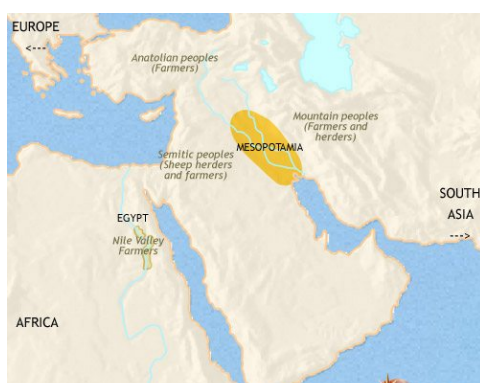 EUROPE
<---
Anatolian peoples
(Farmers)
Mountain peoples
(Farmers and
herders)
MESOPOTAMIA
Semitic peoples
(Sheep herders
and farmers)
SOUTH
ASIA
--->
EGYPT
Nile Valley
Farmers
AFRICA